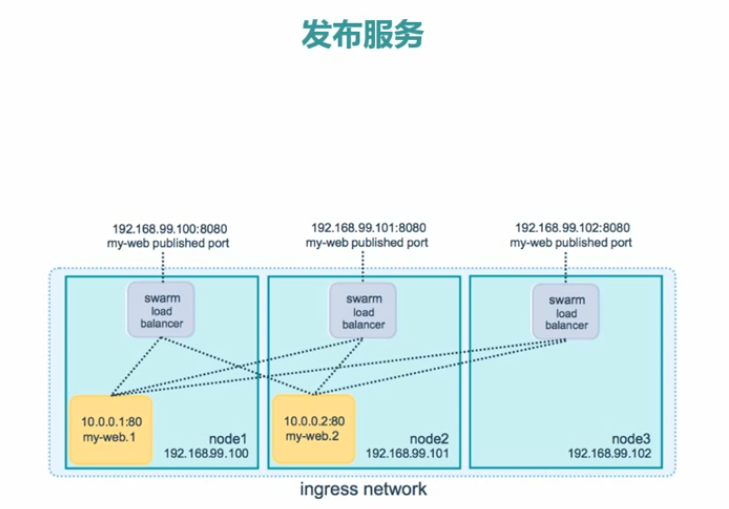 发布服务
192.168.99.100:8080
my-web published port
192.168.99.101:8080
my-web published port
192.168.99.102:8080
my-web published port
swarm
load
balancer
swarm
load
balancer
swarm
load
balancer
10.0.0.1:80
my-web.1
node1
192.168.99.100
10.0.0.2:80
my-web.2
node2
192.168.99.101
node3
192.168.99.102
ingress network